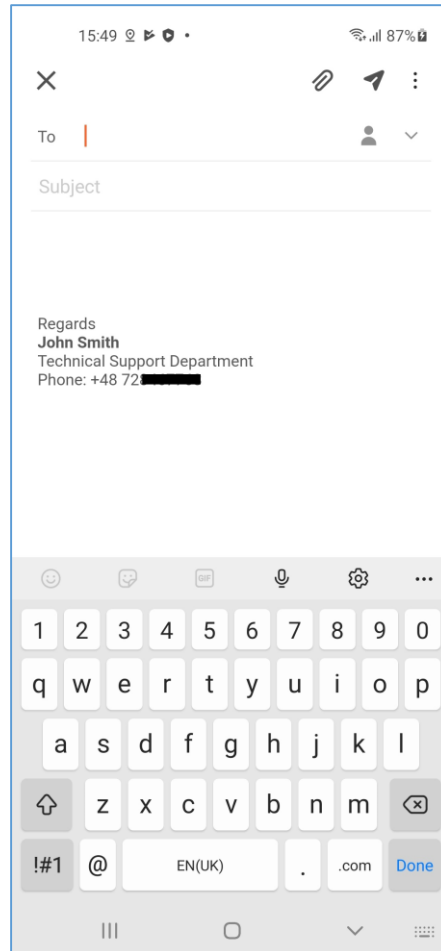 15:49 87%
To
Subject
Regards
John Smith
Technical Support Department
Phone: +48 72
GIF
1 2 3 4 5 6 7 8 9 0
q w e r t y u i o p
a s d f g h j k l
z x c v b n m
!#1 @ EN(UK) . .com Done